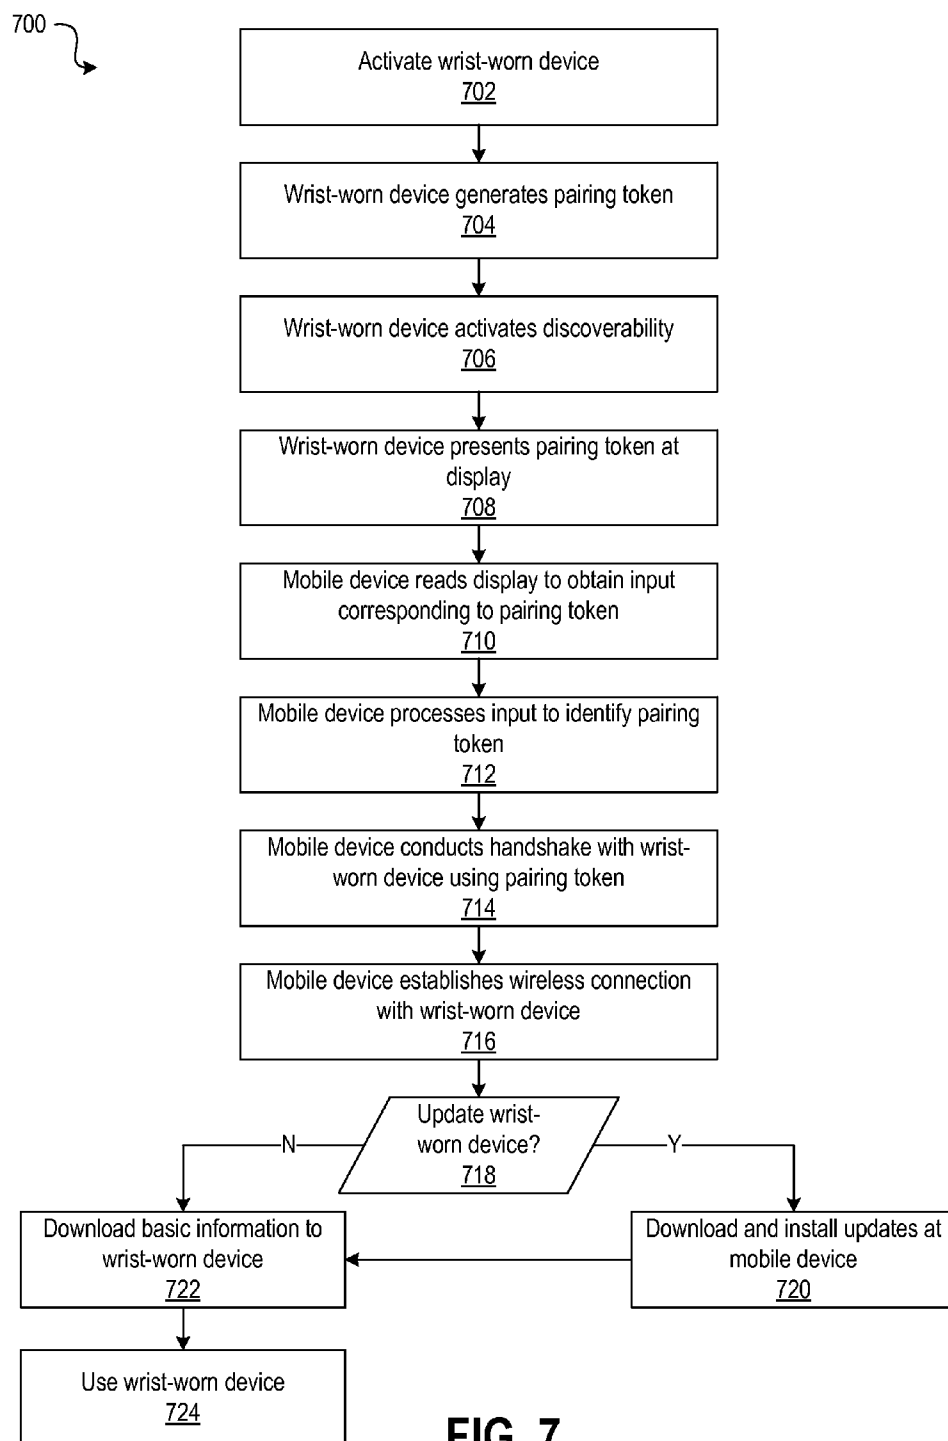 700
Activate wrist-worn device
702
Wrist-worn device generates pairing token
704
Wrist-worn device activates discoverability
706
Wrist-worn device presents pairing token at
display
708
Mobile device reads display to obtain input
corresponding to pairing token
710
Mobile device processes input to identify pairing
token
712
Mobile device conducts handshake with wrist-
worn device using pairing token
714
Mobile device establishes wireless connection
with wrist-worn device
716
Update wrist-
worn device?
718
N
Y
Download basic information to
wrist-worn device
722
Download and install updates at
mobile device
720
Use wrist-worn device
724
FIG. 7